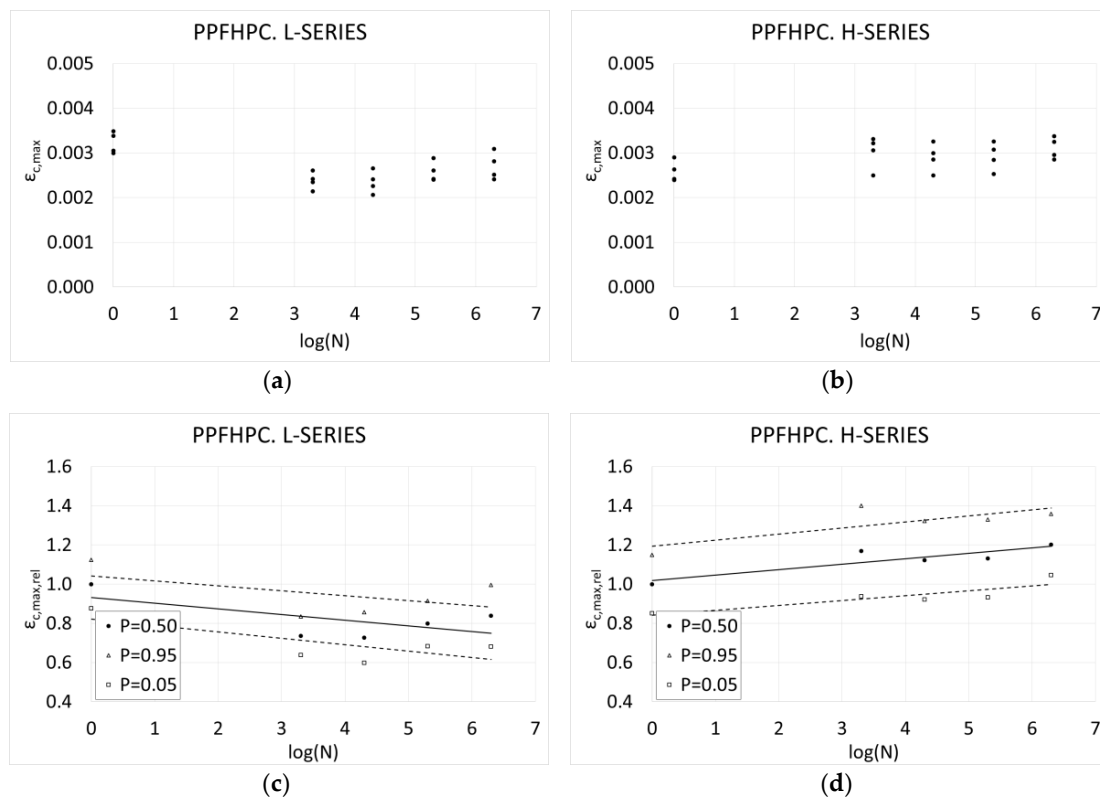 PPFHPC. L-SERIES
0.005
0.004
0.003
0.002
0.001
0.000
εc,max
0 1 2 3 4 5 6 7
log(N)
(a)
PPFHPC. H-SERIES
0.005
0.004
0.003
0.002
0.001
0.000
εc,max
0 1 2 3 4 5 6 7
log(N)
(b)
PPFHPC. L-SERIES
1.6
1.4
1.2
1.0
0.8
0.6
0.4
εc,max,rel
P=0.50
P=0.95
P=0.05
0 1 2 3 4 5 6 7
log(N)
(c)
PPFHPC. H-SERIES
1.6
1.4
1.2
1.0
0.8
0.6
0.4
εc,max,rel
P=0.50
P=0.95
P=0.05
0 1 2 3 4 5 6 7
log(N)
(d)